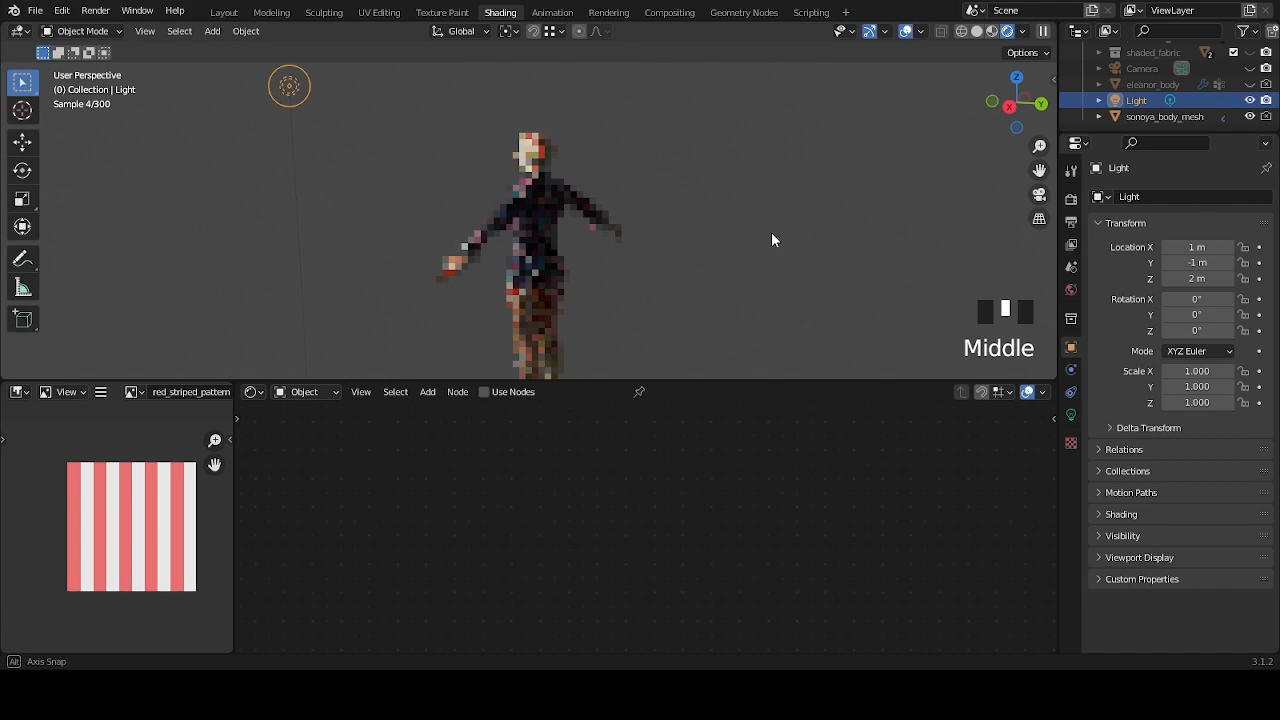 File Edit Render Window Help Layout Modeling Sculpting UV Editing Texture Paint Shading Animation Rendering Compositing Geometry Nodes Scripting + Scene ViewLayer
Object Mode View Select Add Object Global
Options
User Perspective
(0) Collection | Light
Sample 4/300
Z
Y
X
Middle
shaded_fabric 2
Camera
eleanor_body
Light
sonoya_body_mesh
Light
Light
Transform
Location X 1 m
Y -1 m
Z 2 m
Rotation X 0°
Y 0°
Z 0°
Mode XYZ Euler
Scale X 1.000
Y 1.000
Z 1.000
Delta Transform
Relations
Collections
Motion Paths
Shading
Visibility
Viewport Display
Custom Properties
View red_striped_pattern Object View Select Add Node Use Nodes
Alt Axis Snap 3.1.2